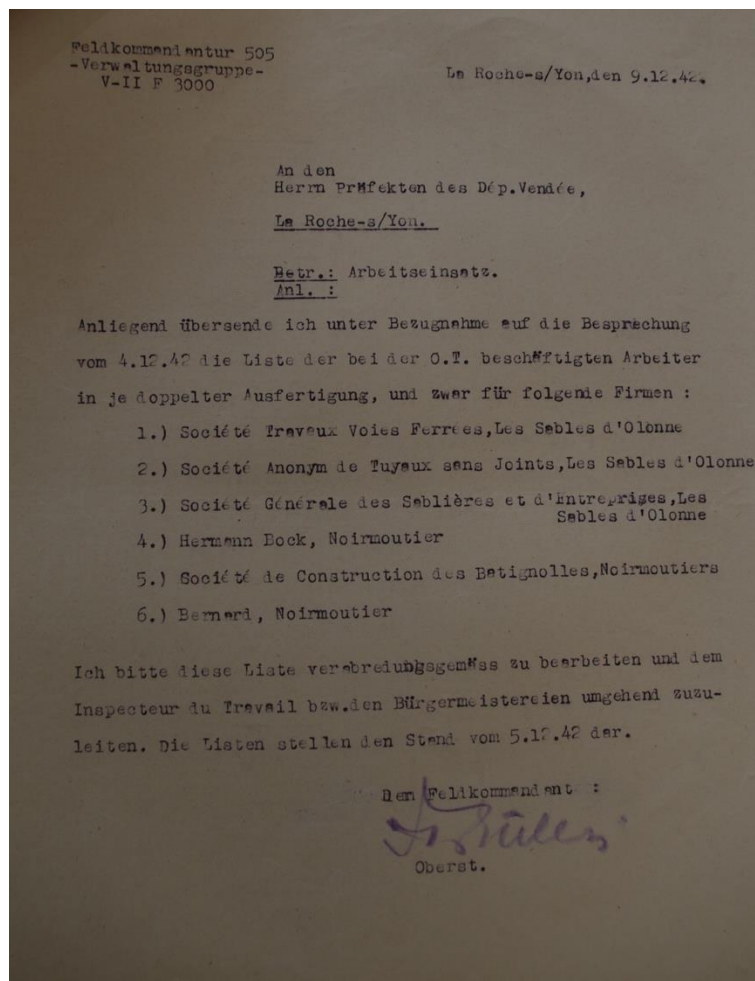 Feldkommandantur 505
-Verwaltungsgruppe-
V-II F 3000
La Roche-s/Yon,den 9.12.42.
An den
Herrn Präfekten des Dép.Vendée,
La Roche-s/Yon.
Betr.: Arbeitseinsatz.
Anl. :
Anliegend übersende ich unter Bezugnahme auf die Besprechung
vom 4.12.42 die Liste der bei der O.T. beschäftigten Arbeiter
in je doppelter Ausfertigung, und zwar für folgende Firmen :
1.) Société Travaux Voies Ferrées,Les Sables d'Olonne
2.) Société Anonym de Tuyaux sans Joints,Les Sables d'Olonne
3.) Société Générale des Sablières et d'Entreprises,Les
Sables d'Olonne
4.) Hermann Bock, Noirmoutier
5.) Société de Construction des Batignolles,Noirmoutiers
6.) Bernard, Noirmoutier
Ich bitte diese Liste verabredungsgemäss zu bearbeiten und dem
Inspecteur du Travail bzw.den Bürgermeistereien umgehend zuzu-
leiten. Die Listen stellen den Stand vom 5.12.42 dar.
Den Feldkommandant :
Oberst.